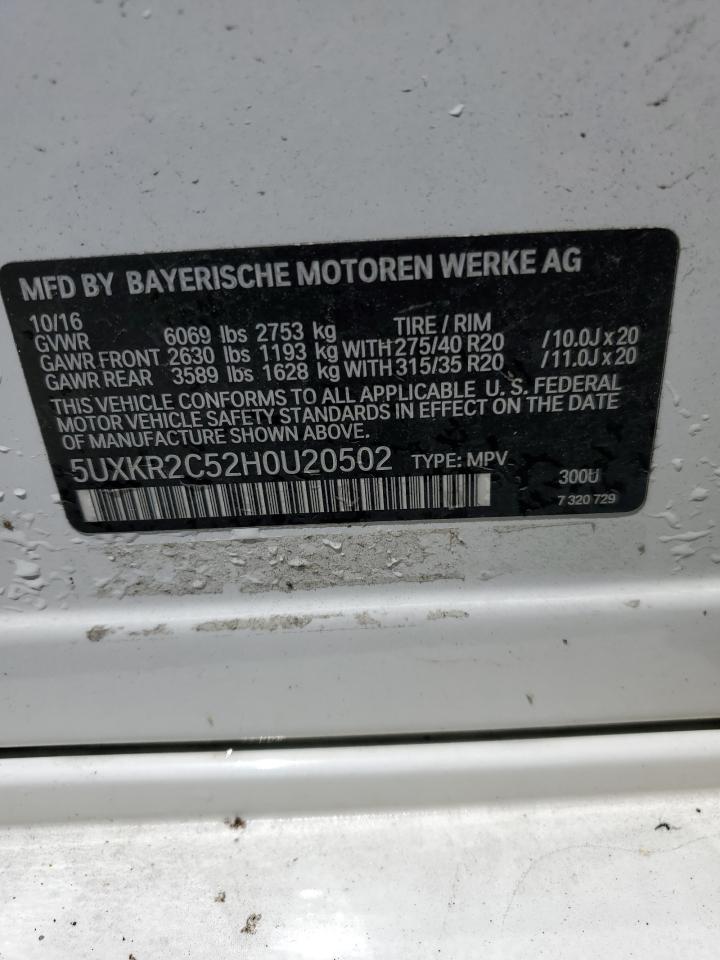 MFD BY BAYERISCHE MOTOREN WERKE AG
10/16 TIRE / RIM
GVWR 6069 lbs 2753 kg
GAWR FRONT 2630 lbs 1193 kg WITH 275/40 R20 /10.0J x 20
GAWR REAR 3589 lbs 1628 kg WITH 315/35 R20 /11.0J x 20
THIS VEHICLE CONFORMS TO ALL APPLICABLE U. S. FEDERAL
MOTOR VEHICLE SAFETY STANDARDS IN EFFECT ON THE DATE
OF MANUFACTURE SHOWN ABOVE.
5UXKR2C52H0U20502 TYPE: MPV
300U
7 320 729